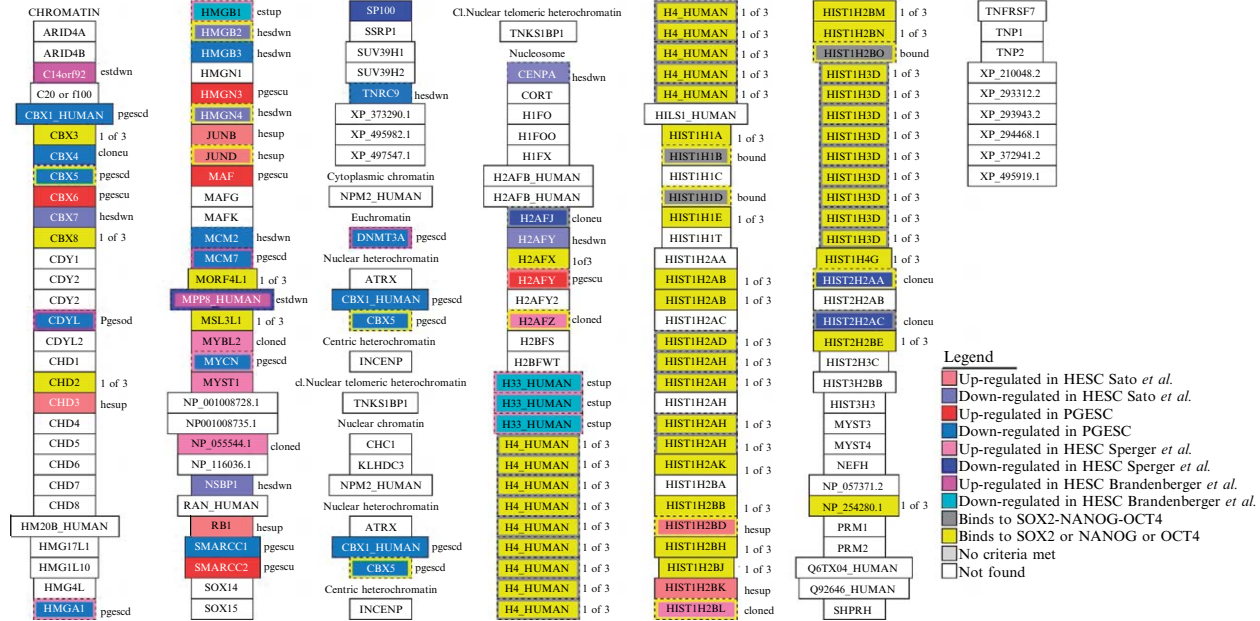 CHROMATIN
ARID4A
ARID4B
C14orf92 estdwn
C20 or f100
CBX1_HUMAN pgescd
CBX3 1 of 3
CBX4 cloneu
CBX5 pgescd
CBX6 pgescu
CBX7 hesdwn
CBX8 1 of 3
CDY1
CDY2
CDY2
CDYL Pgesod
CDYL2
CHD1
CHD2 1 of 3
CHD3 hesup
CHD4
CHD5
CHD6
CHD7
CHD8
HM20B_HUMAN
HMG17L1
HMG1L10
HMG4L
HMGA1 pgescd
HMGB1 estup
HMGB2 hesdwn
HMGB3 hesdwn
HMGN1
HMGN3 pgescu
HMGN4 hesdwn
JUNB hesup
JUND hesup
MAF pgescu
MAFG
MAFK
MCM2 hesdwn
MCM7 pgescd
MORF4L1 1 of 3
MPP8_HUMAN estdwn
MSL3L1 1 of 3
MYBL2 cloned
MYCN pgescd
MYST1
NP_001008729.1
NP001008735.1
NP_055544.1 cloned
NP_116036.1
NSBP1 hesdwn
RAN_HUMAN
RB1 hesup
SMARCC1 pgescu
SMARCC2 pgescu
SOX14
SOX15
SP100
SSRP1
SUV39H1
SUV39H2
TNRC9 hesdwn
XP_373290.1
XP_495982.1
XP_497547.1
Cytoplasmic chromatin
NPM2_HUMAN
Euchromatin
DNMT3A pgescd
Nuclear heterochromatin
ATRX
CBX1_HUMAN pgescd
CBX5 pgescd
Centric heterochromatin
INCENP
cl.Nuclear telomeric heterochromatin
TNKS1BP1
Nuclear chromatin
CHC1
KLHDC3
NPM2_HUMAN
Nuclear heterochromatin
ATRX
CBX1_HUMAN pgescd
CBX5 pgescd
Centric heterochromatin
INCENP
Cl.Nuclear telomeric heterochromatin
TNKS1BP1
Nucleosome
CENPA hesdwn
CORT
H1FO
H1FOO
H1FX
H2AFB_HUMAN
H2AFB_HUMAN
H2AFJ cloneu
H2AFY hesdwn
H2AFX 1of3
H2AFY pgescu
H2AFY2
H2AFZ cloned
H2BFS
H2BFWT
H33_HUMAN estup
H33_HUMAN estup
H33_HUMAN estup
H4_HUMAN 1 of 3
H4_HUMAN 1 of 3
H4_HUMAN 1 of 3
H4_HUMAN 1 of 3
H4_HUMAN 1 of 3
H4_HUMAN 1 of 3
H4_HUMAN 1 of 3
H4_HUMAN 1 of 3
H4_HUMAN 1 of 3
H4_HUMAN 1 of 3
H4_HUMAN 1 of 3
H4_HUMAN 1 of 3
H4_HUMAN 1 of 3
H4_HUMAN 1 of 3
HILS1_HUMAN
HIST1H1A 1 of 3
HIST1H1B bound
HIST1H1C
HIST1H1D bound
HIST1H1E 1 of 3
HIST1H1T
HIST1H2AA
HIST1H2AB 1 of 3
HIST1H2AB 1 of 3
HIST1H2AC
HIST1H2AD 1 of 3
HIST1H2AH 1 of 3
HIST1H2AH 1 of 3
HIST1H2AH
HIST1H2AH 1 of 3
HIST1H2AH 1 of 3
HIST1H2AK 1 of 3
HIST1H2BA
HIST1H2BB 1 of 3
HIST1H2BD hesup
HIST1H2BH 1 of 3
HIST1H2BJ 1 of 3
HIST1H2BK hesup
HIST1H2BL cloned
HIST1H2BM 1 of 3
HIST1H2BN 1 of 3
HIST1H2BO bound
HIST1H3D 1 of 3
HIST1H3D 1 of 3
HIST1H3D 1 of 3
HIST1H3D 1 of 3
HIST1H3D 1 of 3
HIST1H3D 1 of 3
HIST1H3D 1 of 3
HIST1H3D 1 of 3
HIST1H3D 1 of 3
HIST1H4G 1 of 3
HIST2H2AA cloneu
HIST2H2AB
HIST2H2AC cloneu
HIST2H2BE 1 of 3
HIST2H3C
HIST3H2BB
HIST3H3
MYST3
MYST4
NEFH
NP_057371.2
NP_254280.1 1 of 3
PRM1
PRM2
Q6TX04_HUMAN
Q92646_HUMAN
SHPRH
TNFRSF7
TNP1
TNP2
XP_210048.2
XP_293312.2
XP_293943.2
XP_294468.1
XP_372941.2
XP_495919.1
Legend
Up-regulated in HESC Sato et al.
Down-regulated in HESC Sato et al.
Up-regulated in PGESC
Down-regulated in PGESC
Up-regulated in HESC Sperger et al.
Down-regulated in HESC Sperger et al.
Up-regulated in HESC Brandenberger et al.
Down-regulated in HESC Brandenberger et al.
Binds to SOX2-NANOG-OCT4
Binds to SOX2 or NANOG or OCT4
No criteria met
Not found